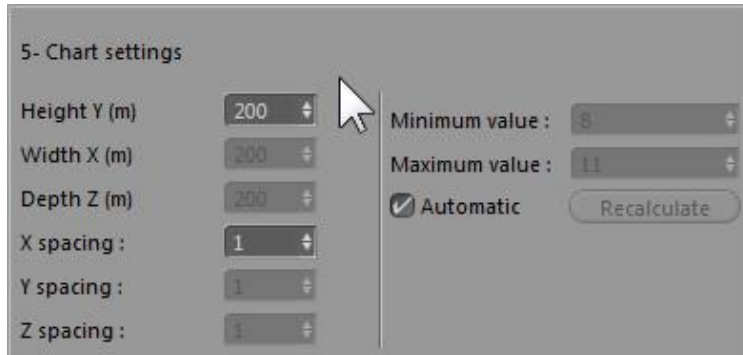 5- Chart settings
Height Y (m) 200
Width X (m) 200
Depth Z (m) 200
X spacing : 1
Y spacing : 1
Z spacing : 1
Minimum value : 8
Maximum value : 11
Automatic Recalculate